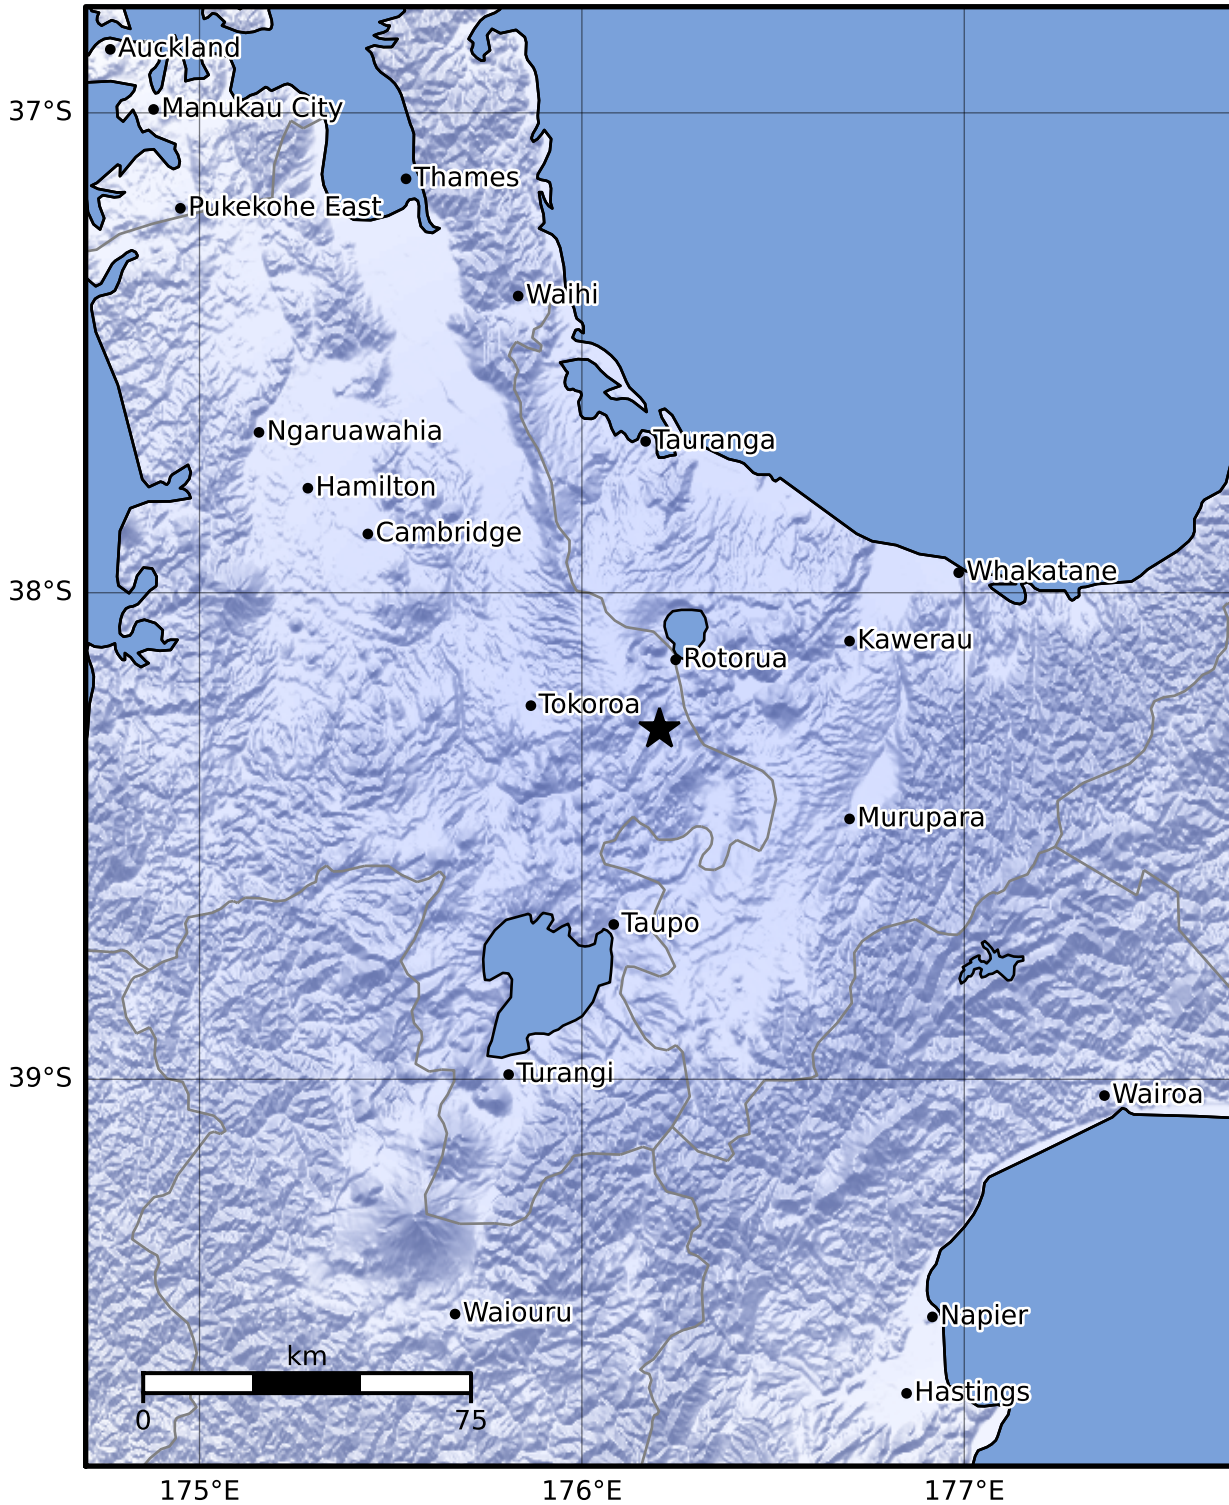 Auckland
37°S
Manukau City
Thames
Pukekohe East
Waihi
Ngaruawahia
Tauranga
Hamilton
Cambridge
Whakatane
38°S
Kawerau
Rotorua
Tokoroa
Murupara
Taupo
Turangi
39°S
Wairoa
Waiouru
Napier
km
Hastings
0 75
175°E 176°E 177°E